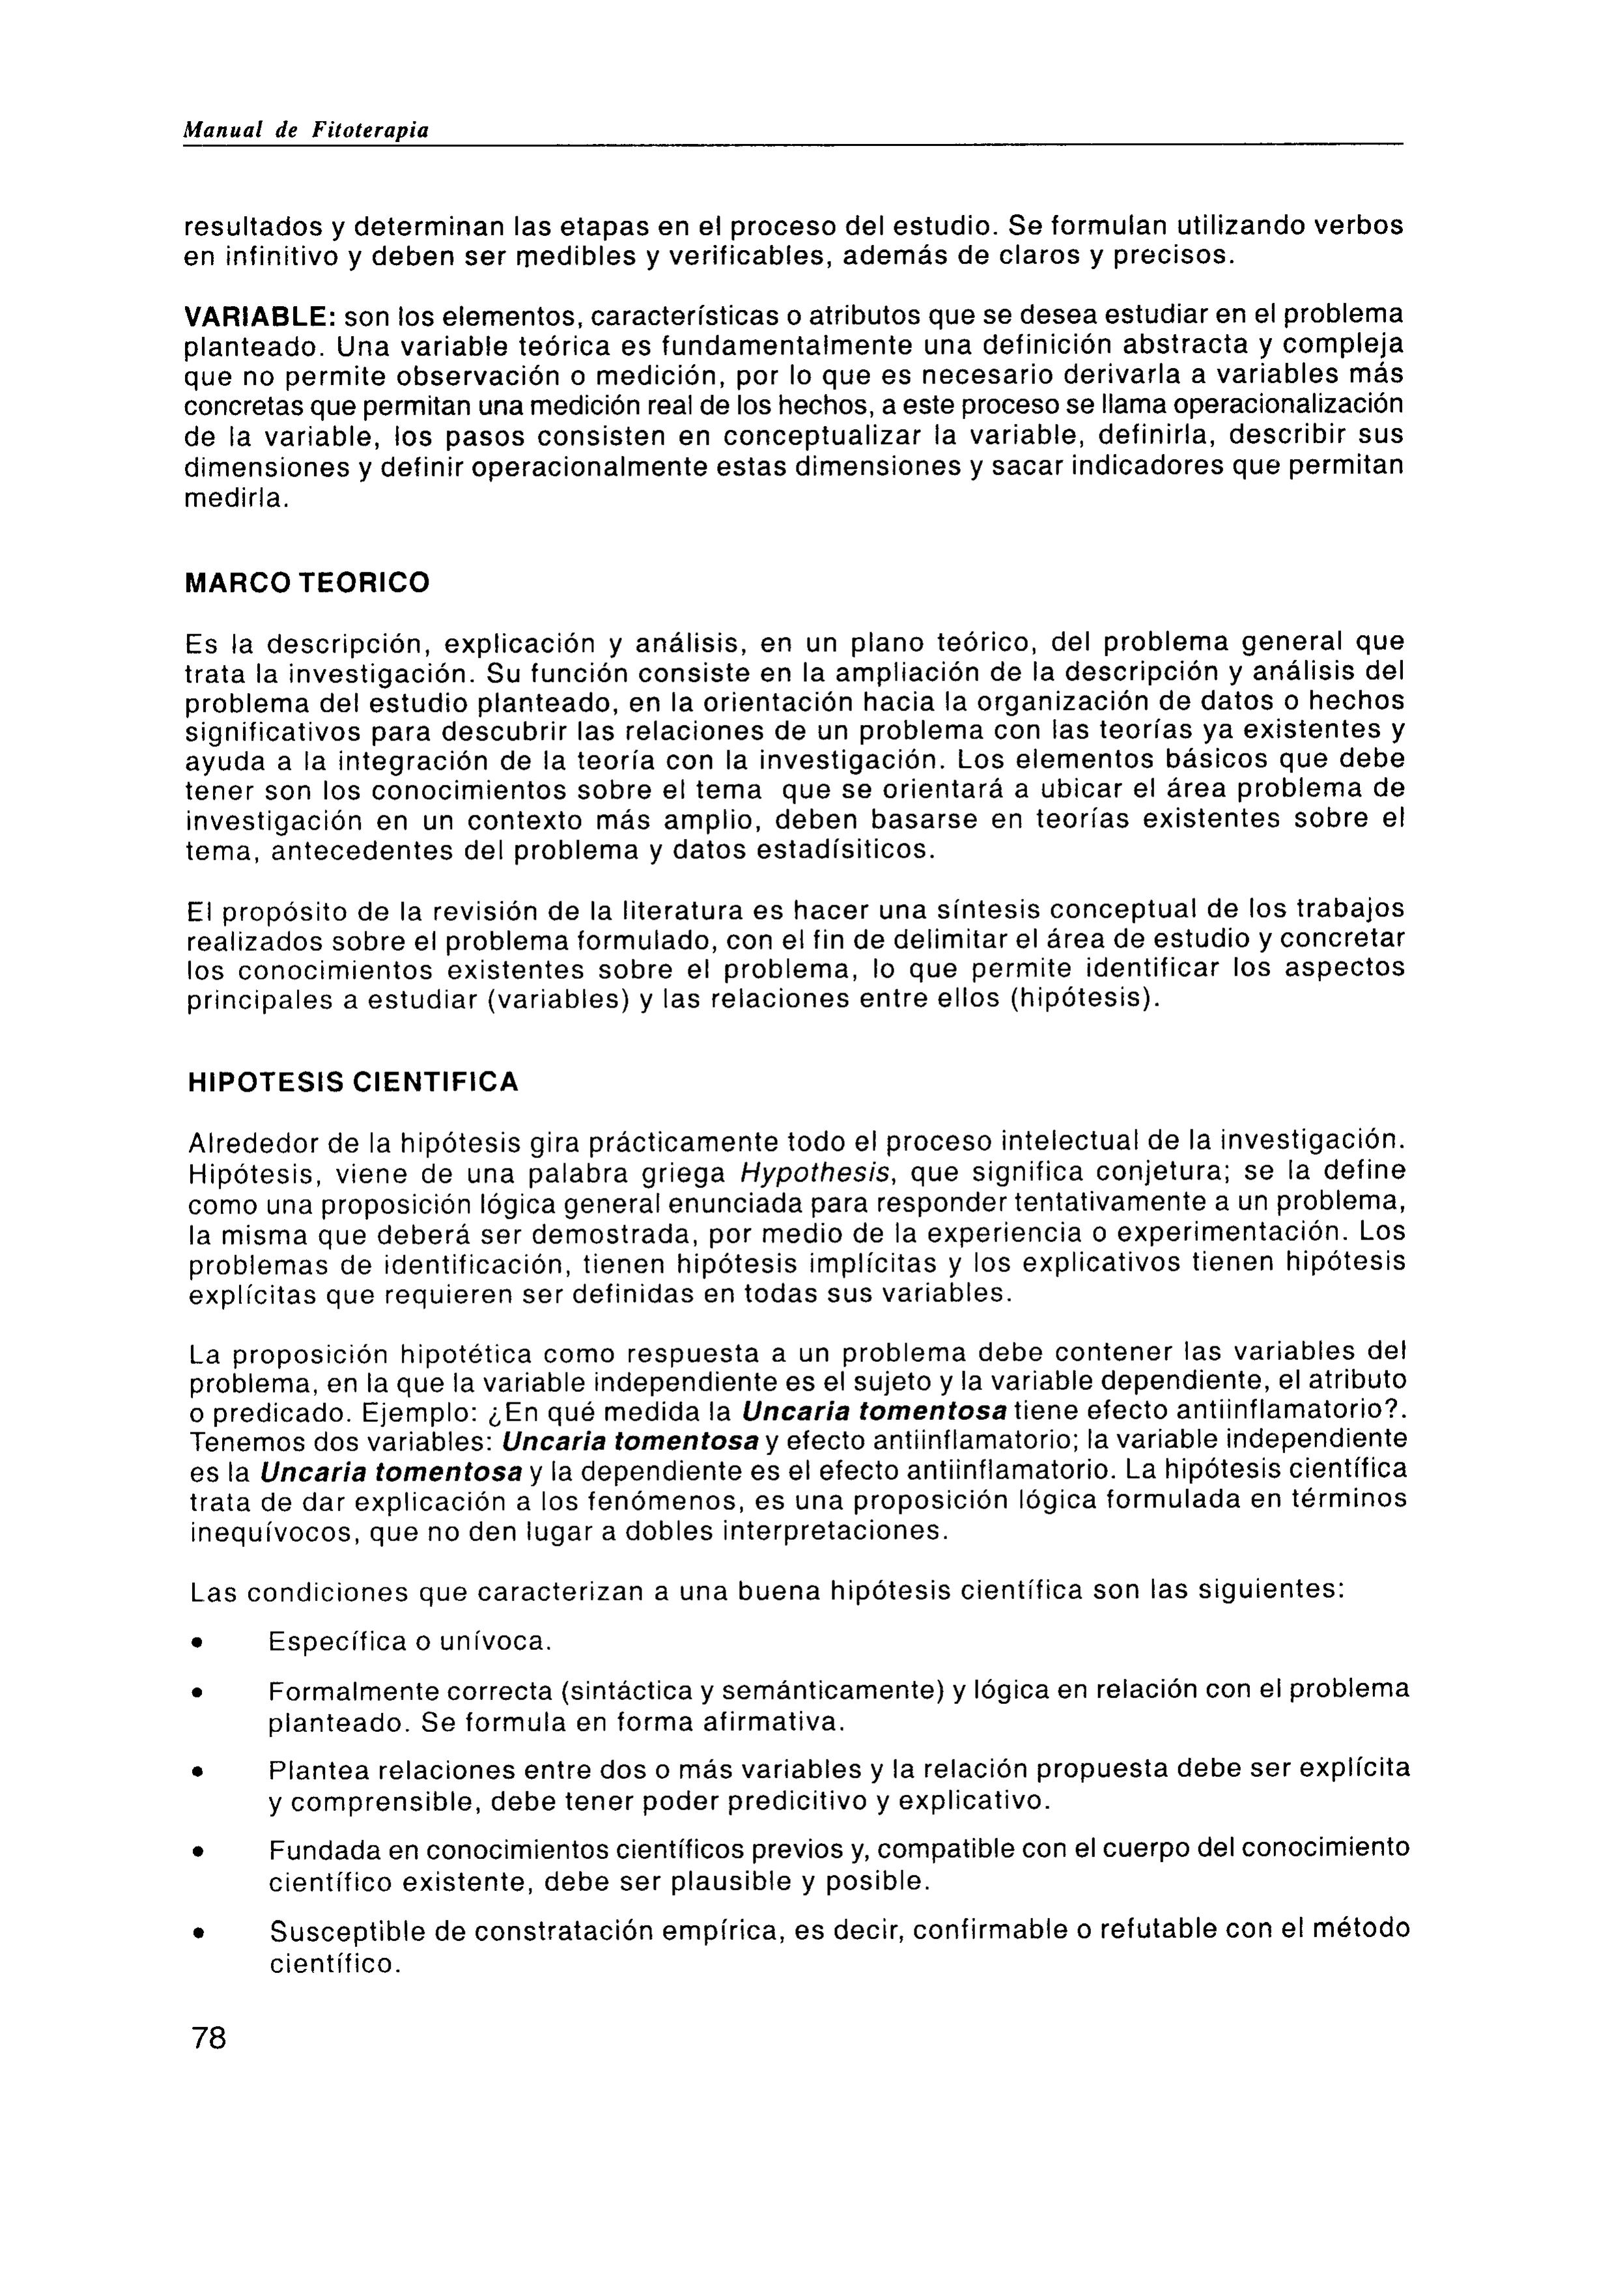 Manual de Fitoterapia
resultados y determinan las etapas en el proceso del estudio. Se formulan utilizando verbos
en infinitivo y deben ser medibles y verificables, además de claros y precisos.
VARIABLE: son los elementos, características o atributos que se desea estudiar en el problema
planteado. Una variable teórica es fundamentalmente una definición abstracta y compleja
que no permite observación o medición, por lo que es necesario derivarla a variables más
concretas que permitan una medición real de los hechos, a este proceso se llama operacionalización
de la variable, los pasos consisten en conceptualizar la variable, definirla, describir sus
dimensiones y definir operacionalmente estas dimensiones y sacar indicadores que permitan
medirla.
MARCO TEORICO
Es la descripción, explicación y análisis, en un plano teórico, del problema general que
trata la investigación. Su función consiste en la ampliación de la descripción y análisis del
problema del estudio planteado, en la orientación hacia la organización de datos o hechos
significativos para descubrir las relaciones de un problema con las teorías ya existentes y
ayuda a la integración de la teoría con la investigación. Los elementos básicos que debe
tener son los conocimientos sobre el tema que se orientará a ubicar el área problema de
investigación en un contexto más amplio, deben basarse en teorías existentes sobre el
tema, antecedentes del problema y datos estadísiticos.
El propósito de la revisión de la literatura es hacer una síntesis conceptual de los trabajos
realizados sobre el problema formulado, con el fin de delimitar el área de estudio y concretar
los conocimientos existentes sobre el problema, lo que permite identificar los aspectos
principales a estudiar (variables) y las relaciones entre ellos (hipótesis).
HIPOTESIS CIENTIFICA
Alrededor de la hipótesis gira prácticamente todo el proceso intelectual de la investigación.
Hipótesis, viene de una palabra griega Hypothesis, que significa conjetura; se la define
como una proposición lógica general enunciada para responder tentativamente a un problema,
la misma que deberá ser demostrada, por medio de la experiencia o experimentación. Los
problemas de identificación, tienen hipótesis implícitas y los explicativos tienen hipótesis
explícitas que requieren ser definidas en todas sus variables.
La proposición hipotética como respuesta a un problema debe contener las variables del
problema, en la que la variable independiente es el sujeto y la variable dependiente, el atributo
o predicado. Ejemplo: ¿En qué medida la Uncaria tomentosa tiene efecto antiinflamatorio?.
Tenemos dos variables: Uncaria tomentosa y efecto antiinflamatorio; la variable independiente
es la Uncaria tomentosa y la dependiente es el efecto antiinflamatorio. La hipótesis científica
trata de dar explicación a los fenómenos, es una proposición lógica formulada en términos
inequívocos, que no den lugar a dobles interpretaciones.
Las condiciones que caracterizan a una buena hipótesis científica son las siguientes:
• Específica o unívoca.
• Formalmente correcta (sintáctica y semánticamente) y lógica en relación con el problema
planteado. Se formula en forma afirmativa.
• Plantea relaciones entre dos o más variables y la relación propuesta debe ser explícita
y comprensible, debe tener poder predicitivo y explicativo.
• Fundada en conocimientos científicos previos y, compatible con el cuerpo del conocimiento
científico existente, debe ser plausible y posible.
• Susceptible de constratación empírica, es decir, confirmable o refutable con el método
científico.
78